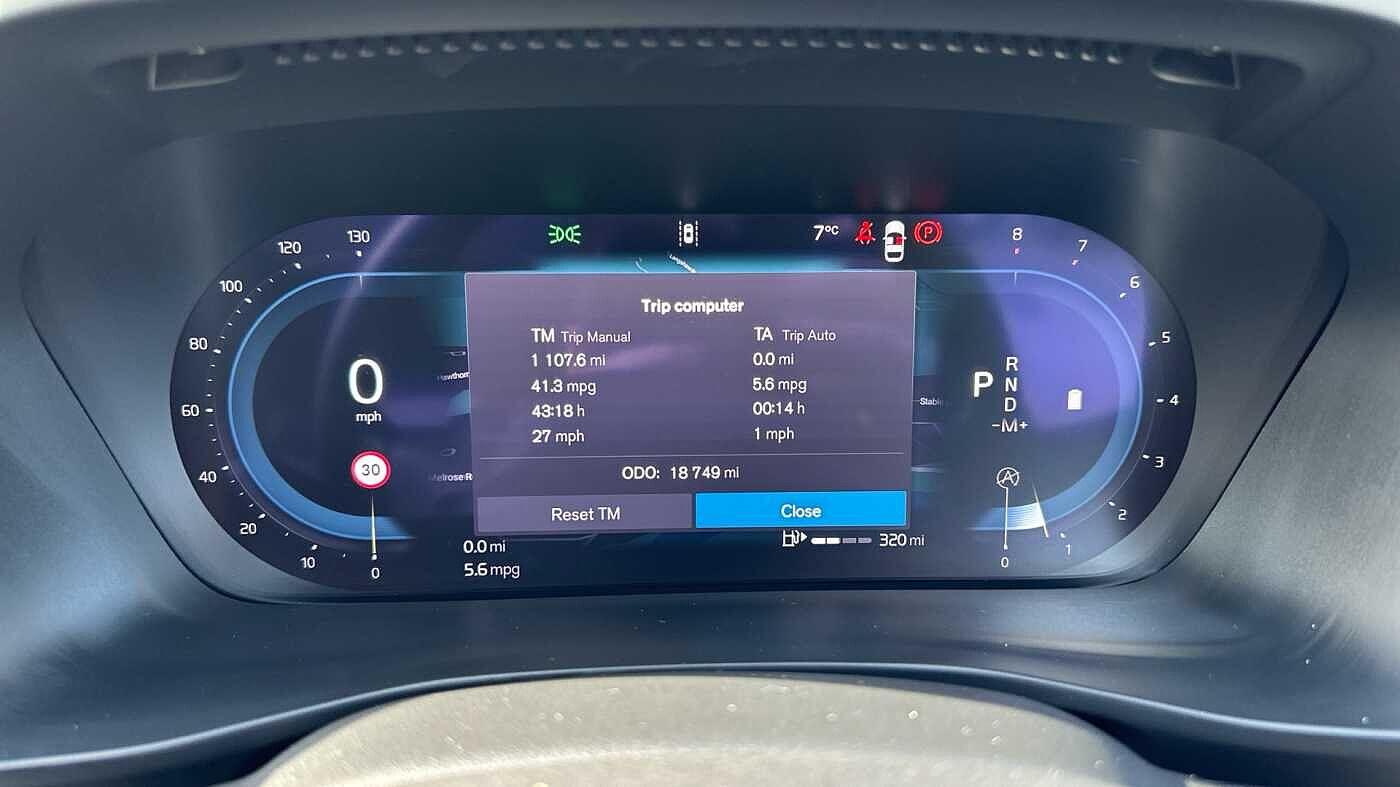 130
120
100
80
60
40
20
10
0
7°C
P
8
7
6
5
4
3
2
1
0
0
mph
30
Trip computer
TM Trip Manual
1 107.6 mi
41.3 mpg
43:18 h
27 mph
TA Trip Auto
0.0 mi
5.6 mpg
00:14 h
1 mph
ODO: 18 749 mi
Reset TM
Close
Stable
P
R
N
D
-M+
A
0.0 mi
5.6 mpg
320 mi